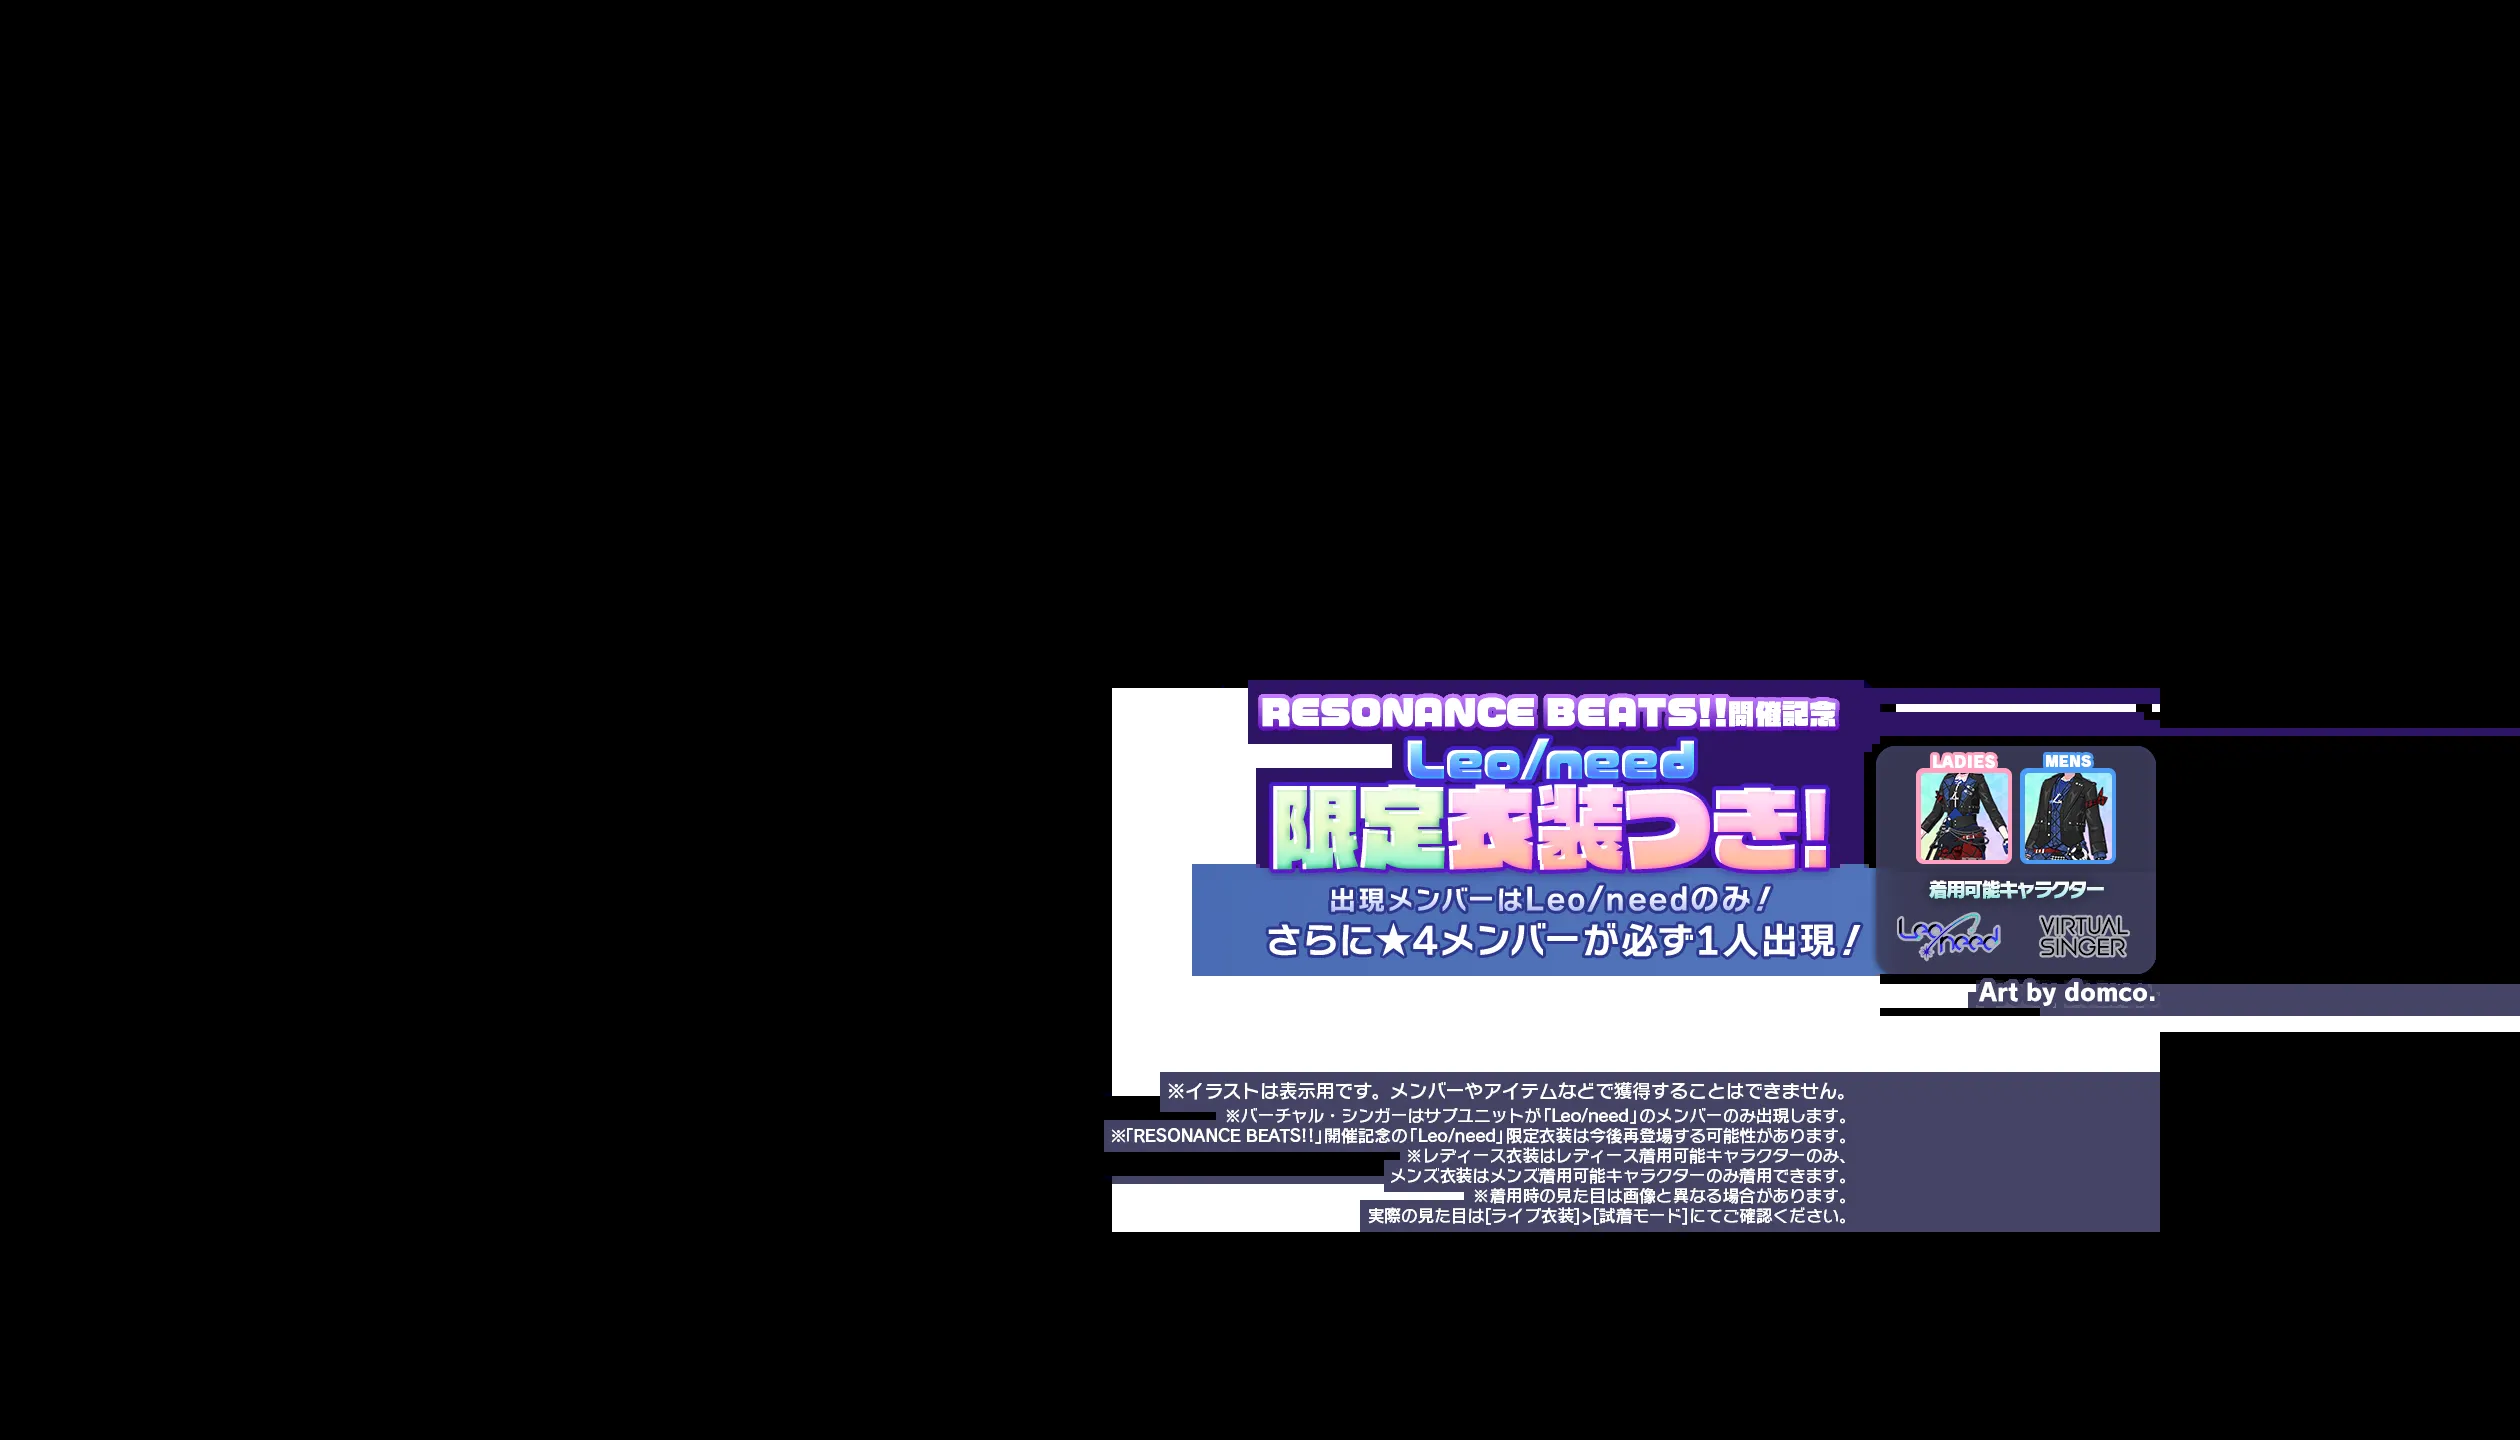 RESONANCE BEATS!!開催記念
Leo/need
限定衣装つき!
出現メンバーはLeo/needのみ!
さらに★4メンバーが必ず1人出現!
LADIES
MENS
着用可能キャラクター
Leo/need
VIRTUAL SINGER
Art by domco.
※イラストは表示用です。メンバーやアイテムなどで獲得することはできません。
※バーチャル・シンガーはサブユニットが「Leo/need」のメンバーのみ出現します。
※「RESONANCE BEATS!!」開催記念の「Leo/need」限定衣装は今後再登場する可能性があります。
※レディース衣装はレディース着用可能キャラクターのみ、
メンズ衣装はメンズ着用可能キャラクターのみ着用できます。
※着用時の見た目は画像と異なる場合があります。
実際の見た目は[ライブ衣装]>[試着モード]にてご確認ください。